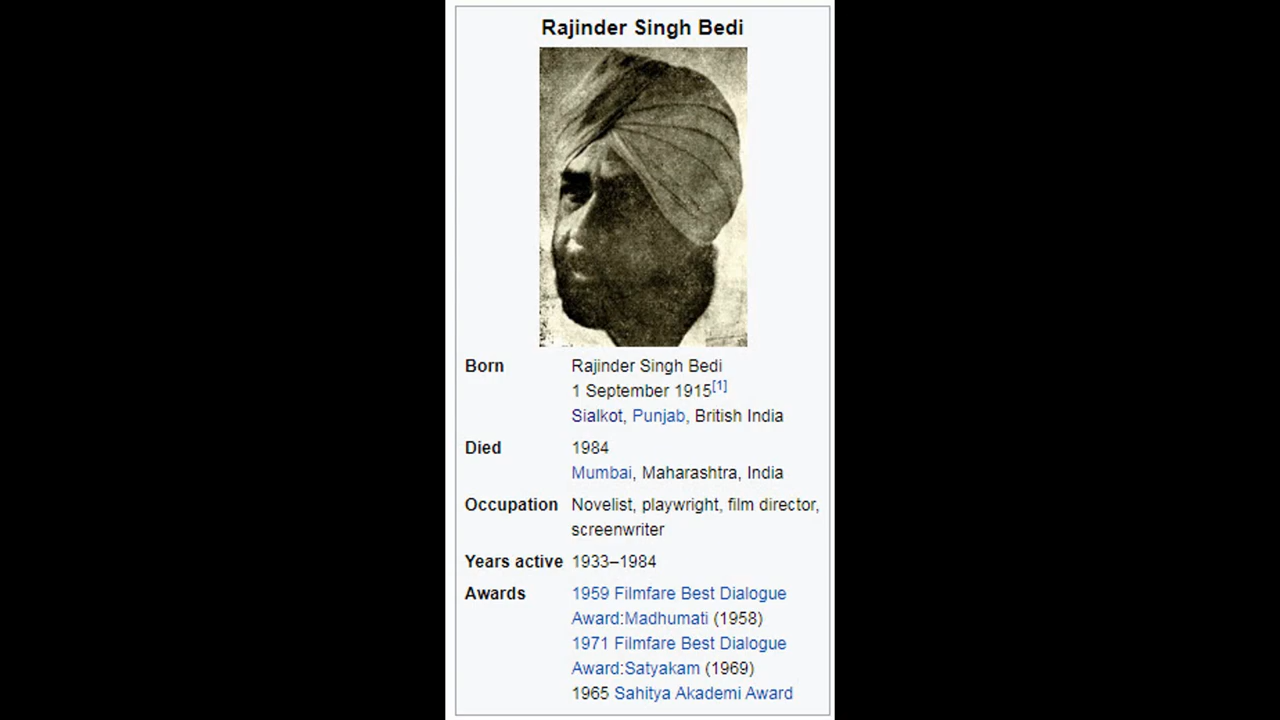 Rajinder Singh Bedi
Born Rajinder Singh Bedi
1 September 1915[1]
Sialkot, Punjab, British India
Died 1984
Mumbai, Maharashtra, India
Occupation Novelist, playwright, film director,
screenwriter
Years active 1933–1984
Awards 1959 Filmfare Best Dialogue
Award:Madhumati (1958)
1971 Filmfare Best Dialogue
Award:Satyakam (1969)
1965 Sahitya Akademi Award